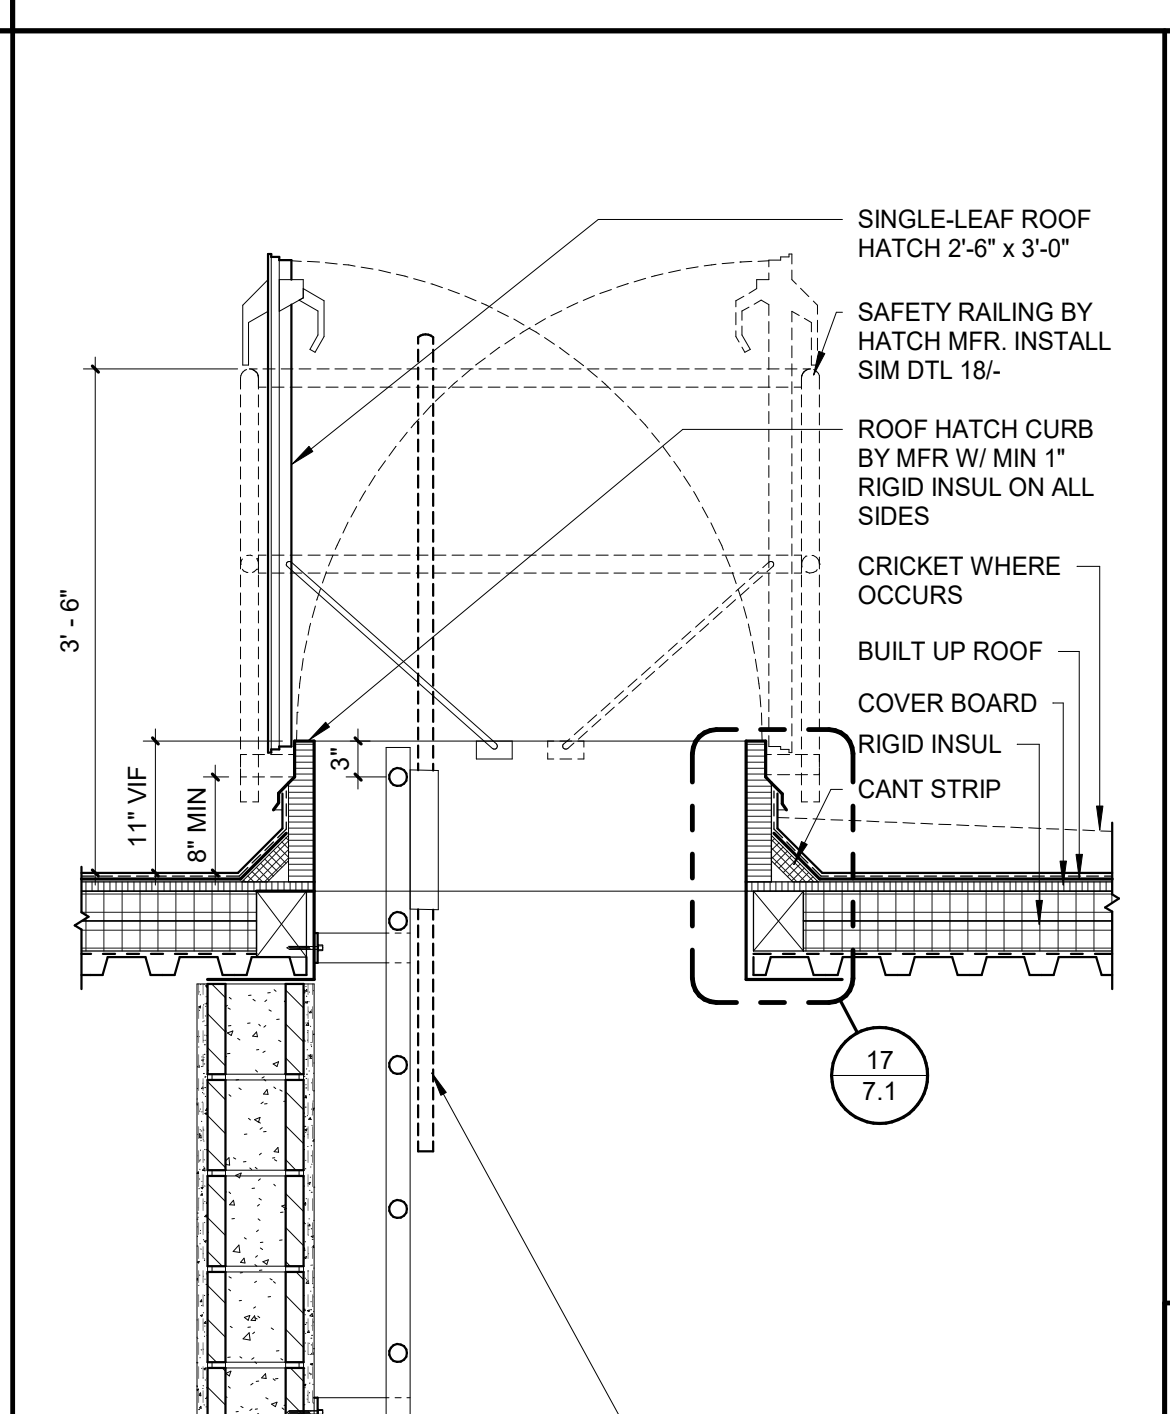 SINGLE-LEAF ROOF
HATCH 2'-6" x 3'-0"
SAFETY RAILING BY
HATCH MFR. INSTALL
SIM DTL 18/-
ROOF HATCH CURB
BY MFR W/ MIN 1"
RIGID INSUL ON ALL
SIDES
CRICKET WHERE
OCCURS
BUILT UP ROOF
COVER BOARD
RIGID INSUL
CANT STRIP
3' - 6"
11" VIF
8" MIN
3"
17
7.1